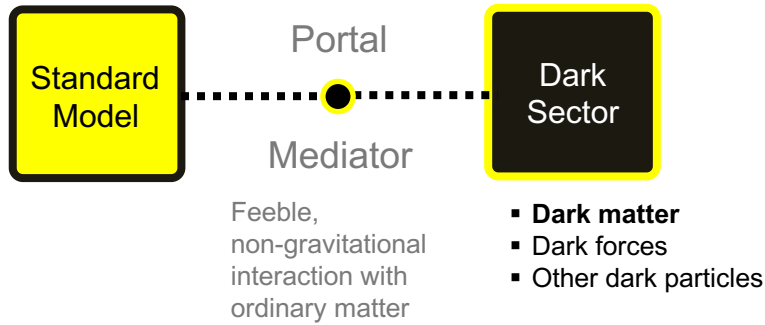 Standard
Model
Portal
Mediator
Feeble,
non-gravitational
interaction with
ordinary matter
Dark
Sector
▪ Dark matter
▪ Dark forces
▪ Other dark particles